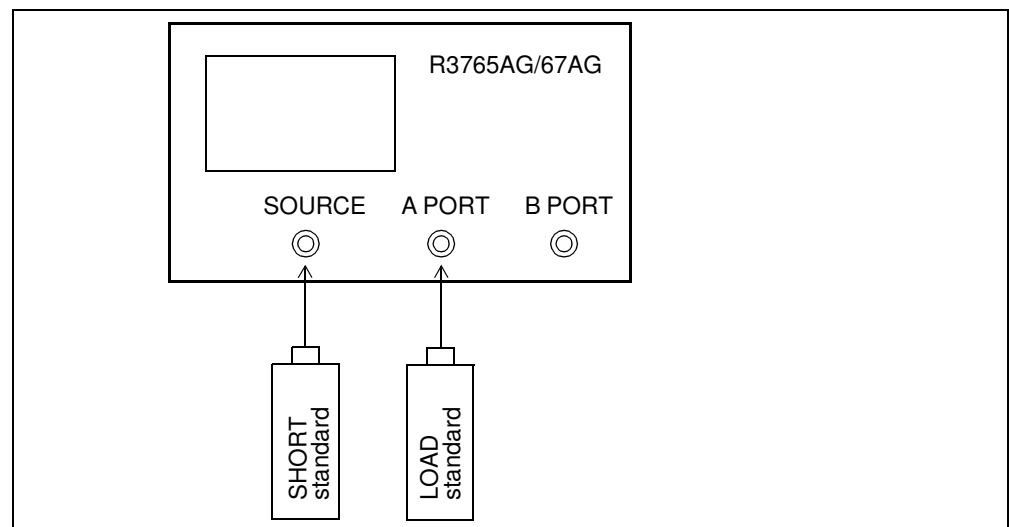 R3765AG/67AG
SOURCE A PORT B PORT
SHORT
standard
LOAD
standard